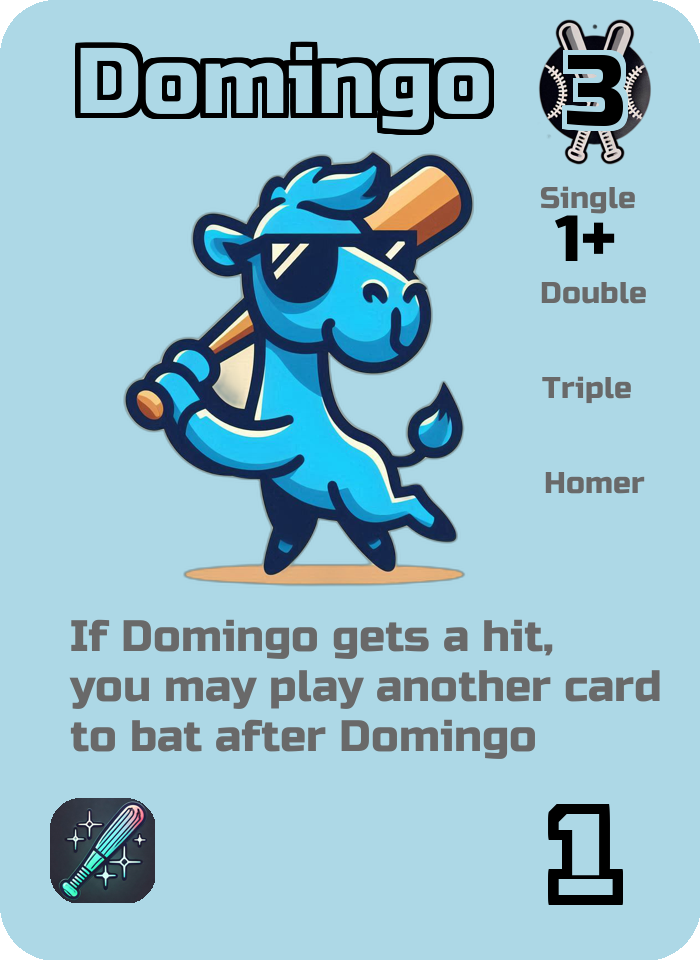 Domingo
3
Single
1+
Double
Triple
Homer
If Domingo gets a hit,
you may play another card
to bat after Domingo
1